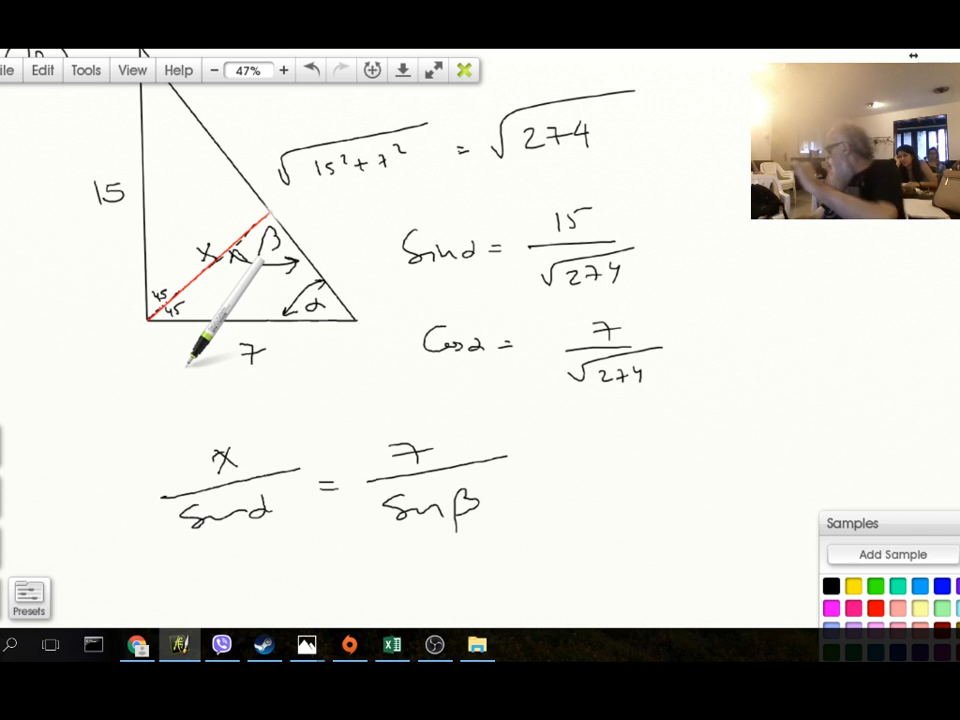 File Edit Tools View Help − 47% +
15
√15² + 7² = √274
β
x
x
45
45
α
7
Sin α = 15/√274
Cos α = 7/√274
x/sin α = 7/sin β
Samples
Add Sample
Presets